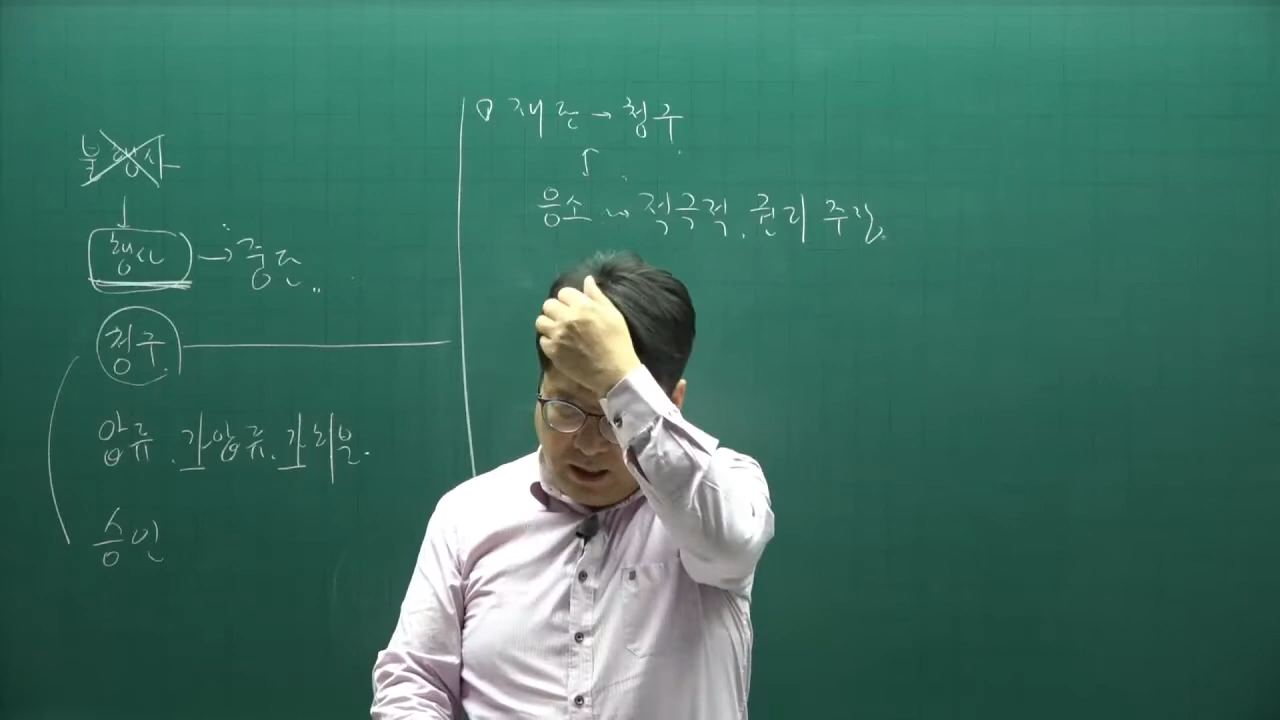 불행사
↓
행사 → 중단
청구
압류. 가압류. 가처분.
승인
① 재판 → 청구
응소 적극적. 권리 주장.